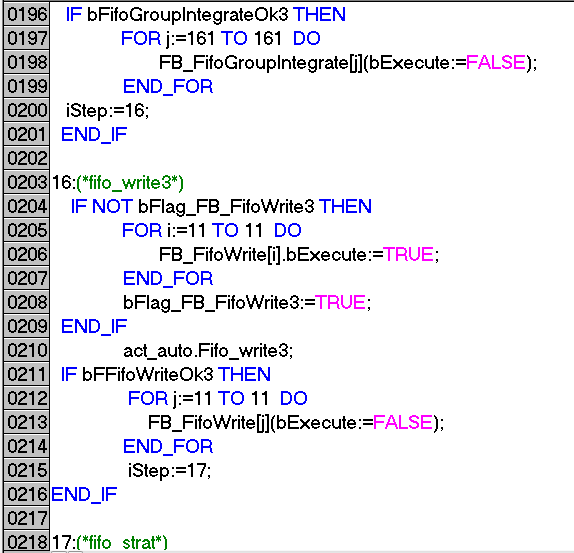 0196 IF bFifoGroupIntegrateOk3 THEN
0197 FOR j:=161 TO 161 DO
0198 FB_FifoGroupIntegrate[j](bExecute:=FALSE);
0199 END_FOR
0200 iStep:=16;
0201 END_IF
0202
0203 16:(*fifo_write3*)
0204 IF NOT bFlag_FB_FifoWrite3 THEN
0205 FOR i:=11 TO 11 DO
0206 FB_FifoWrite[i].bExecute:=TRUE;
0207 END_FOR
0208 bFlag_FB_FifoWrite3:=TRUE;
0209 END_IF
0210 act_auto.Fifo_write3;
0211 IF bFFifoWriteOk3 THEN
0212 FOR j:=11 TO 11 DO
0213 FB_FifoWrite[j](bExecute:=FALSE);
0214 END_FOR
0215 iStep:=17;
0216 END_IF
0217
0218 17:(*fifo_strat*)